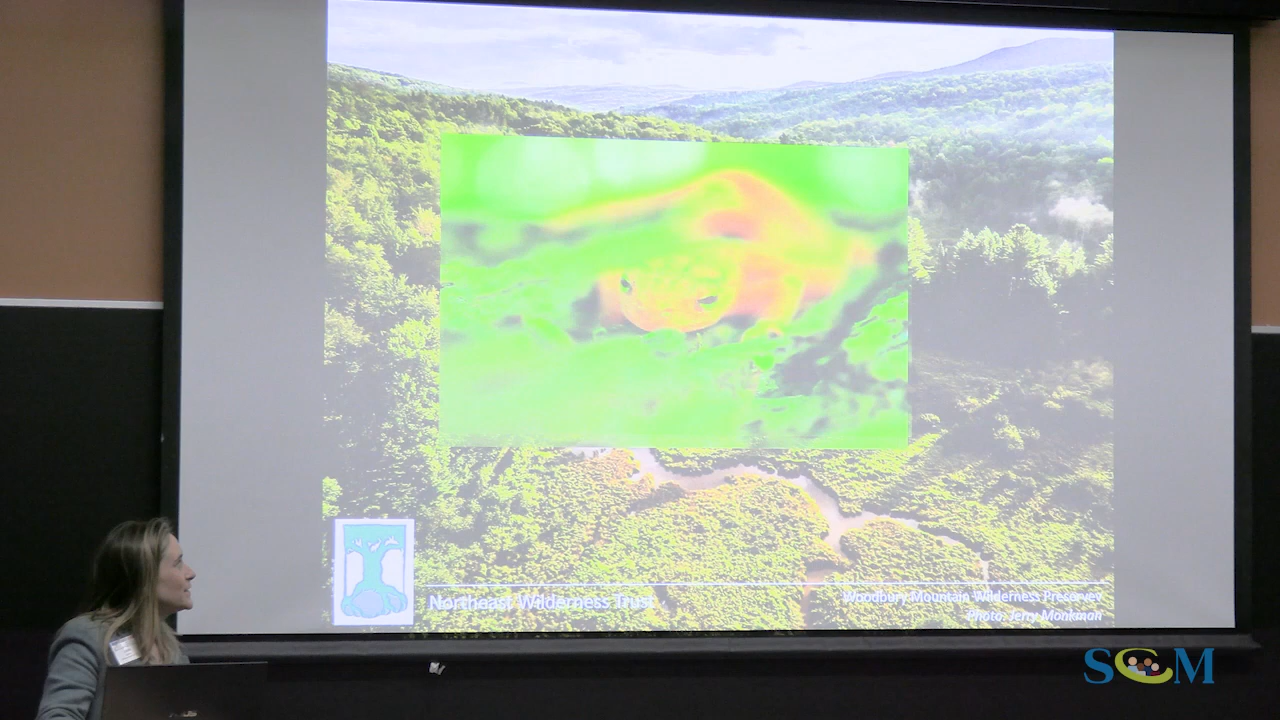 Northeast Wilderness Trust
Woodbury Mountain Wilderness Preserve
Photo: Jerry Monkman
SCM